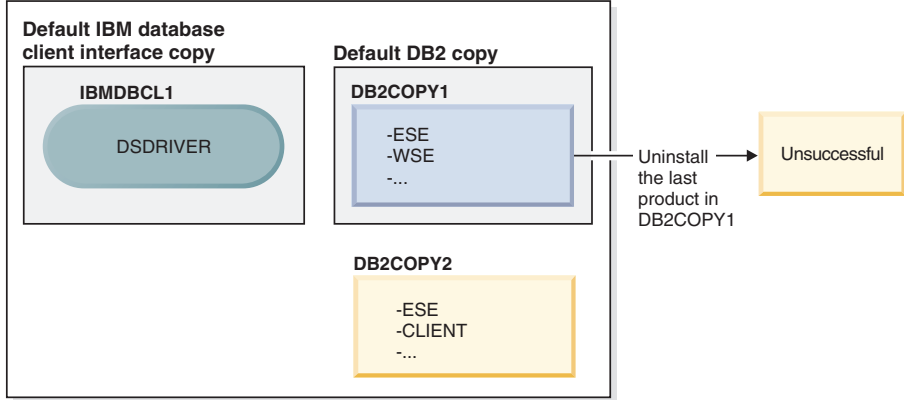 Default IBM database
client interface copy
IBMDBCL1
DSDRIVER
Default DB2 copy
DB2COPY1
-ESE
-WSE
-...
Uninstall
the last
product in
DB2COPY1
Unsuccessful
DB2COPY2
-ESE
-CLIENT
-...